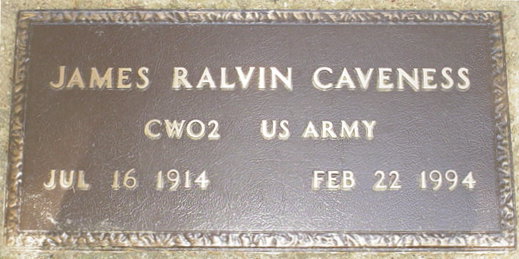 JAMES RALVIN CAVENESS
CWO2 US ARMY
JUL 16 1914 FEB 22 1994